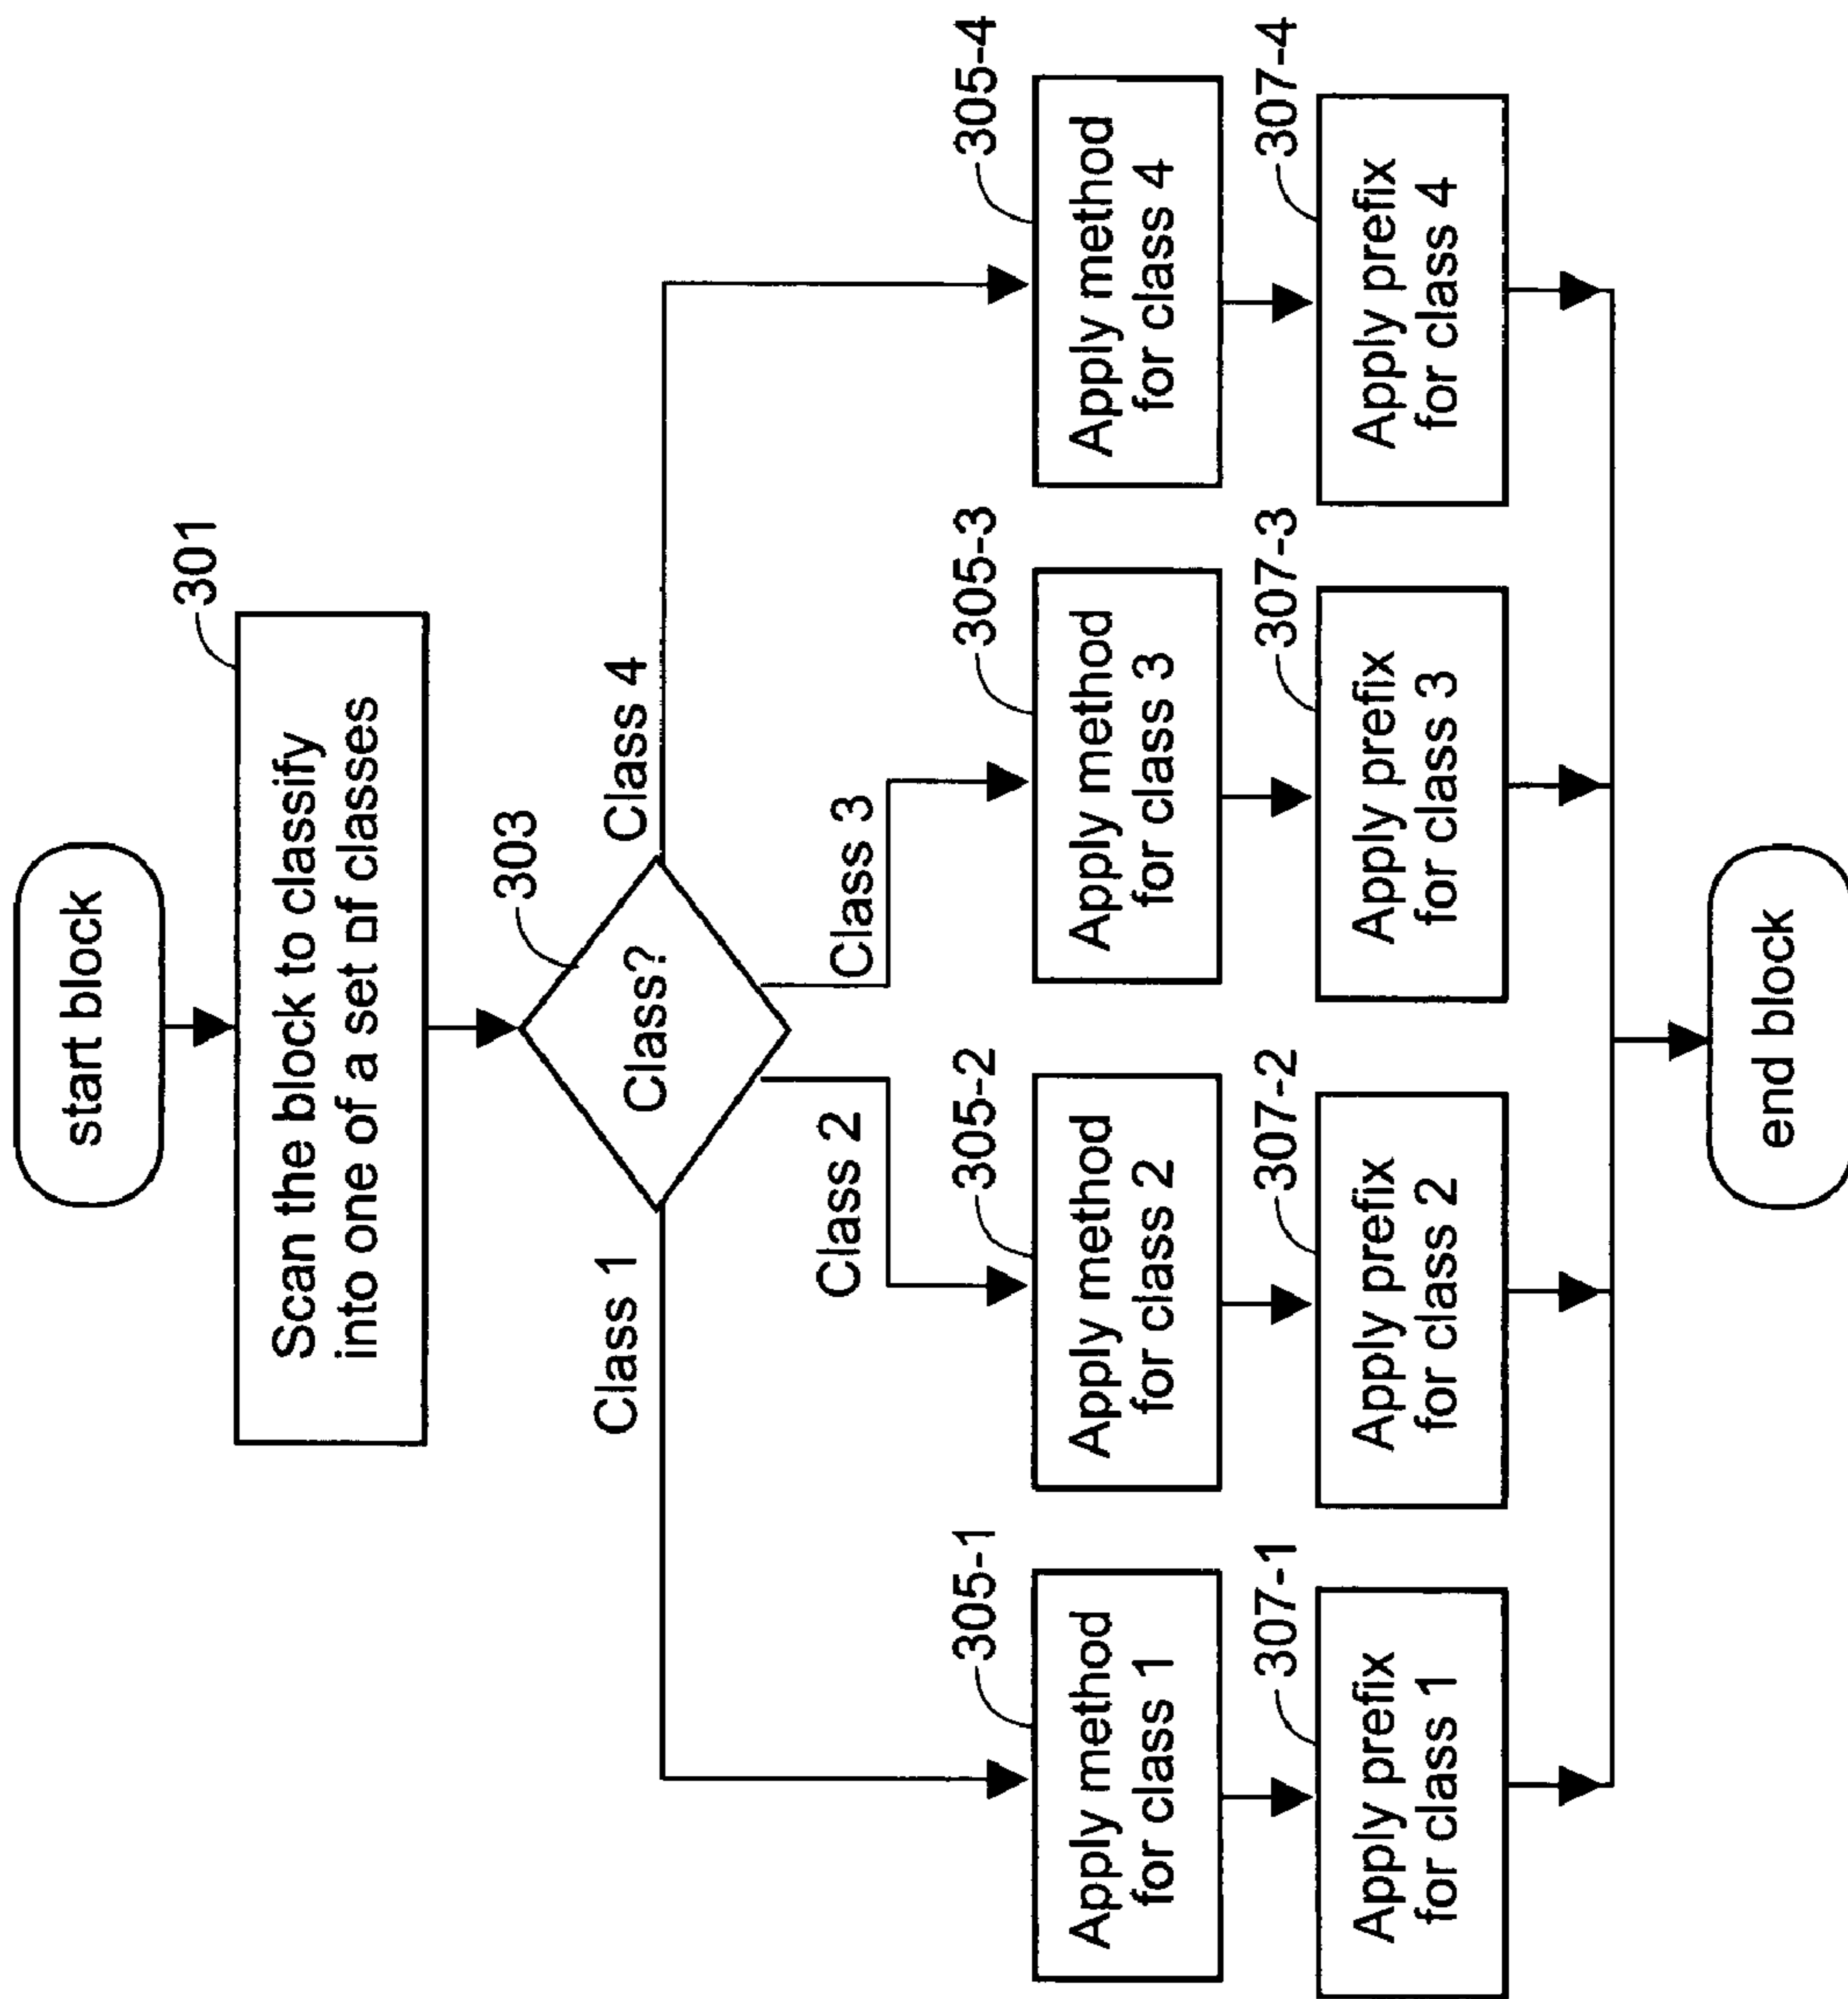 start block
301
Scan the block to classify
into one of a set of classes
303
Class?
Class 1
Class 2
Class 3
Class 4
305-1
Apply method
for class 1
305-2
Apply method
for class 2
305-3
Apply method
for class 3
305-4
Apply method
for class 4
307-1
Apply prefix
for class 1
307-2
Apply prefix
for class 2
307-3
Apply prefix
for class 3
307-4
Apply prefix
for class 4
end block